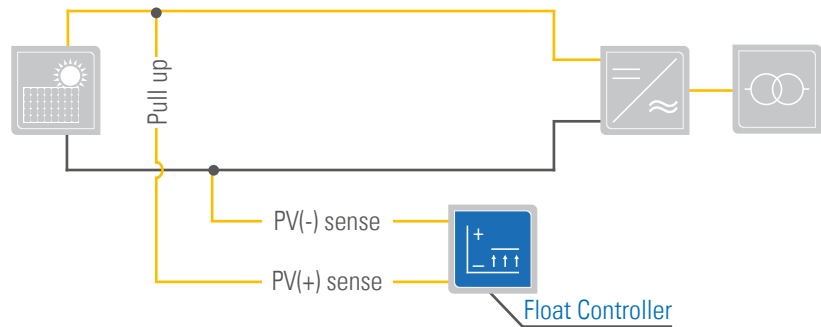 Pull up
PV(-) sense
PV(+) sense
Float Controller